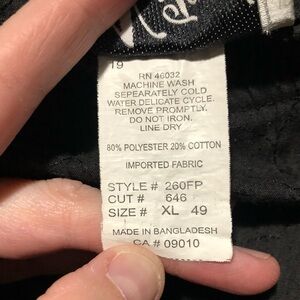 19
RN 46032
MACHINE WASH
SEPEARATELY COLD
WATER DELICATE CYCLE.
REMOVE PROMPTLY.
DO NOT IRON.
LINE DRY
80% POLYESTER 20% COTTON
IMPORTED FABRIC
STYLE # 260FP
CUT # 646
SIZE # XL 49
MADE IN BANGLADESH
CA # 09010